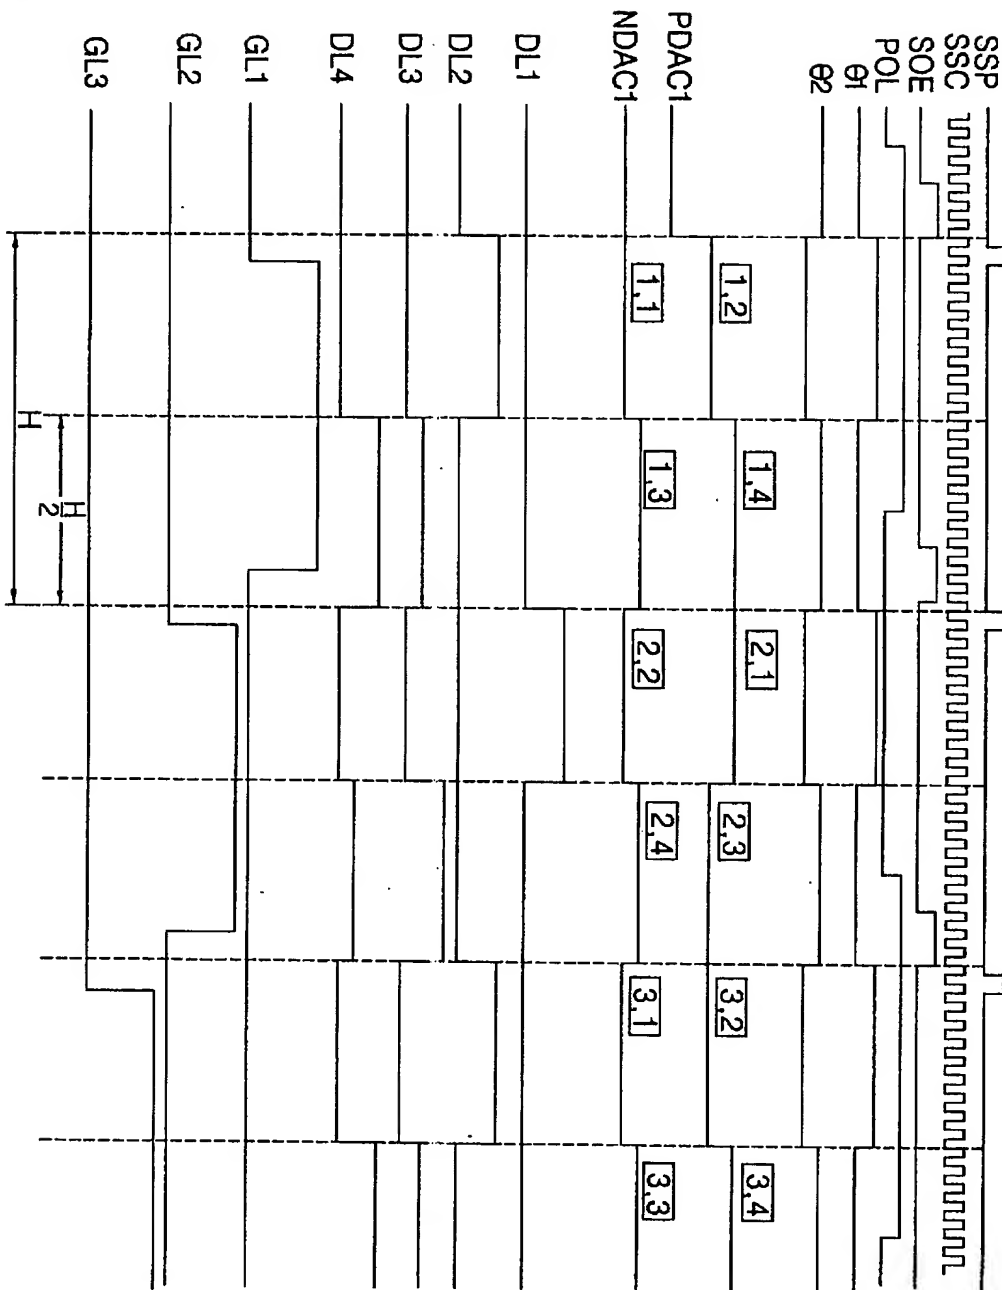 SSP
SSC
SOE
POL
θ1
θ2
PDAC1
1,2 1,4 2,1 2,3 3,2 3,4
NDAC1
1,1 1,3 2,2 2,4 3,1 3,3
DL1
DL2
DL3
DL4
GL1
GL2
GL3
H
2
H